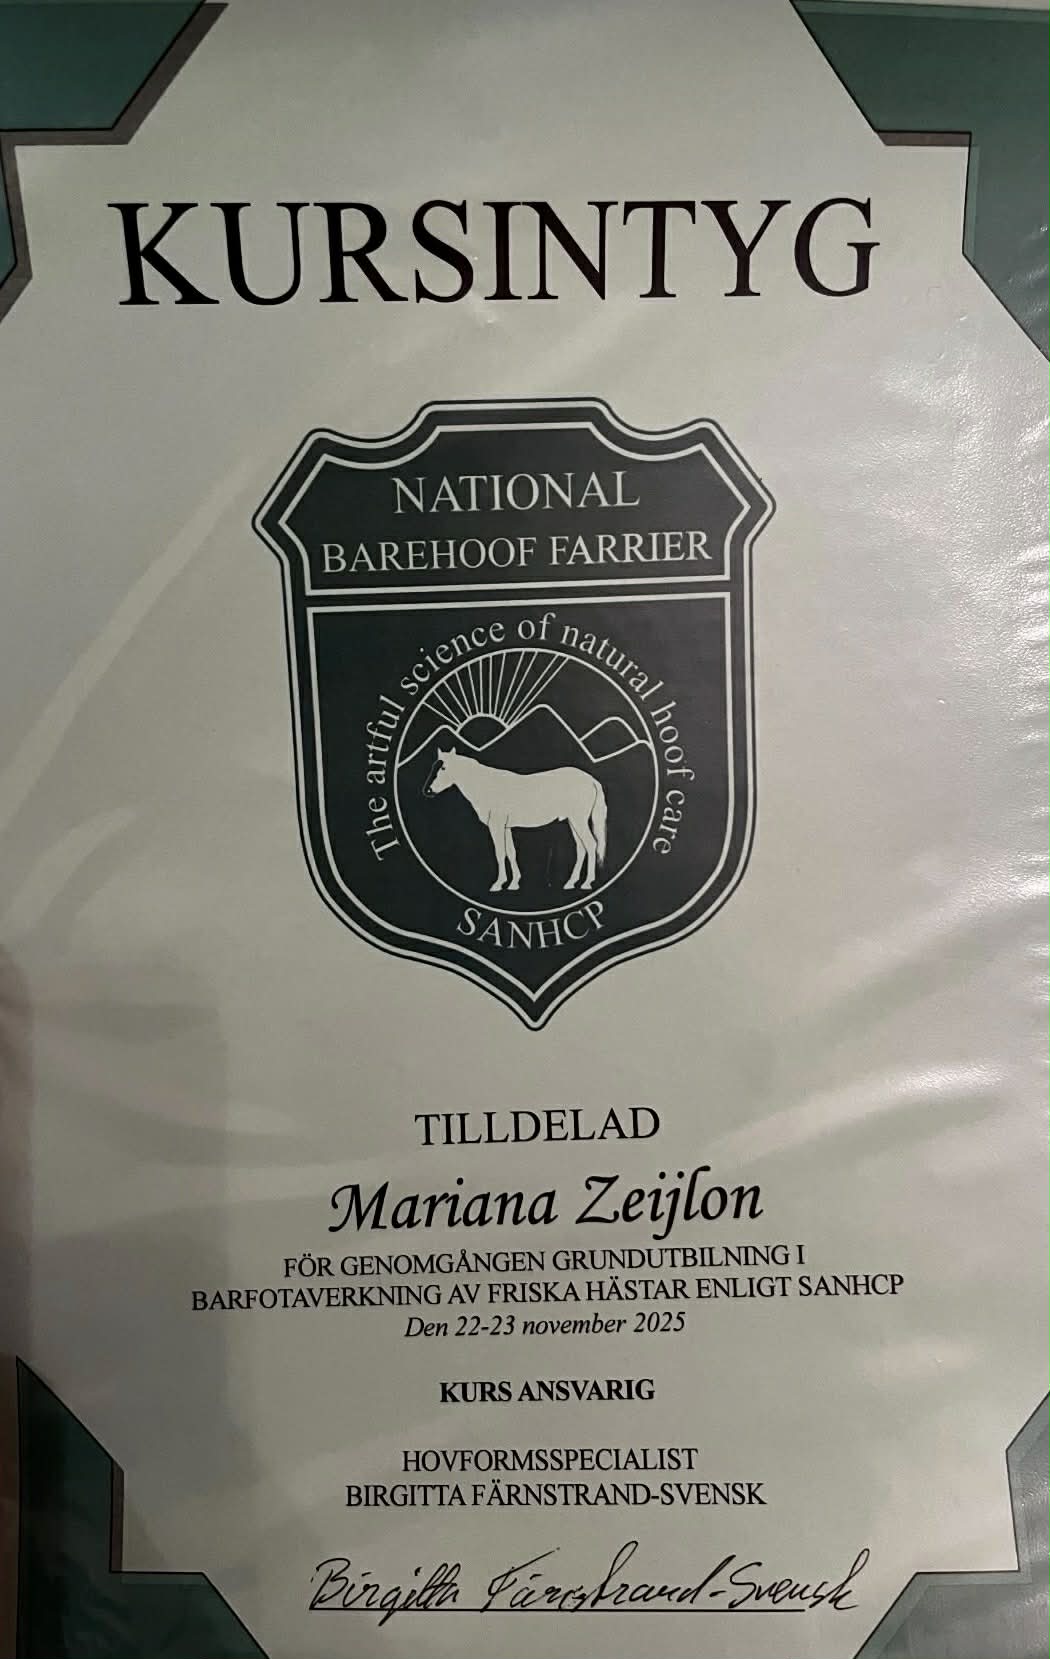 KURSINTYG
NATIONAL
BAREHOOF FARRIER
The artful science of natural hoof care
SANHCP
TILLDELAD
Mariana Zeijlon
FÖR GENOMGÅNGEN GRUNDUTBILNING I
BARFOTAVERKNING AV FRISKA HÄSTAR ENLIGT SANHCP
Den 22-23 november 2025
KURS ANSVARIG
HOVFORMSSPECIALIST
BIRGITTA FÄRNSTRAND-SVENSK
Birgitta Färnstrand-Svensk